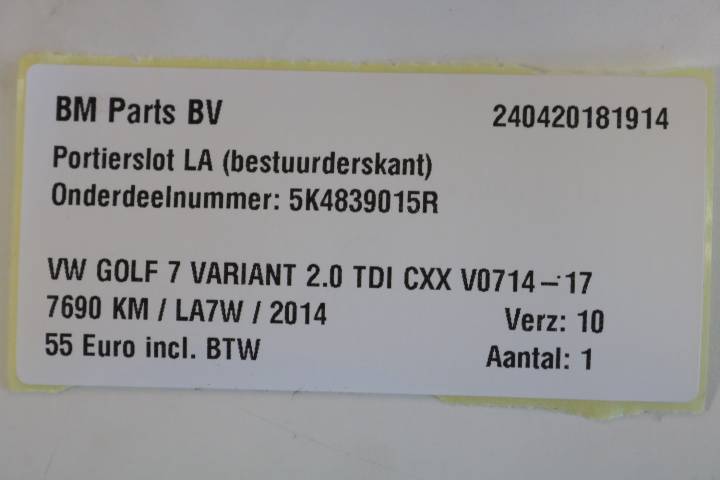 BM Parts BV 240420181914
Portierslot LA (bestuurderskant)
Onderdeelnummer: 5K4839015R
VW GOLF 7 VARIANT 2.0 TDI CXX V0714-17
7690 KM / LA7W / 2014 Verz: 10
55 Euro incl. BTW Aantal: 1